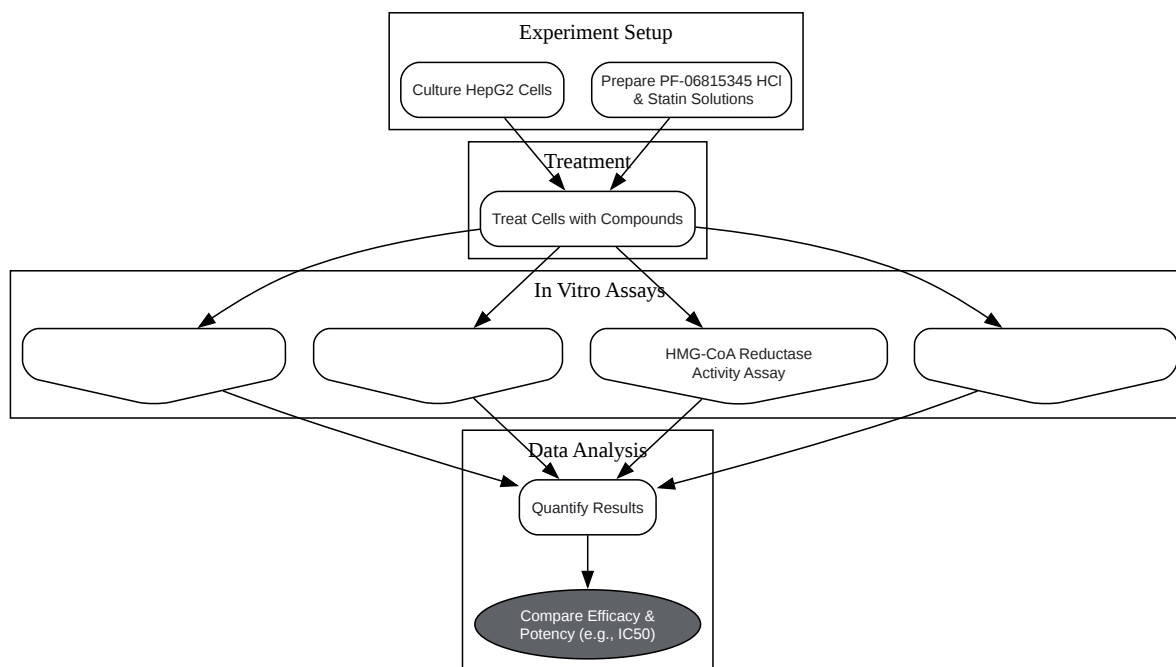 Experiment Setup
Culture HepG2 Cells
Prepare PF-06815345 HCl
& Statin Solutions
Treatment
Treat Cells with Compounds
In Vitro Assays
HMG-CoA Reductase
Activity Assay
Data Analysis
Quantify Results
Compare Efficacy &
Potency (e.g., IC50)